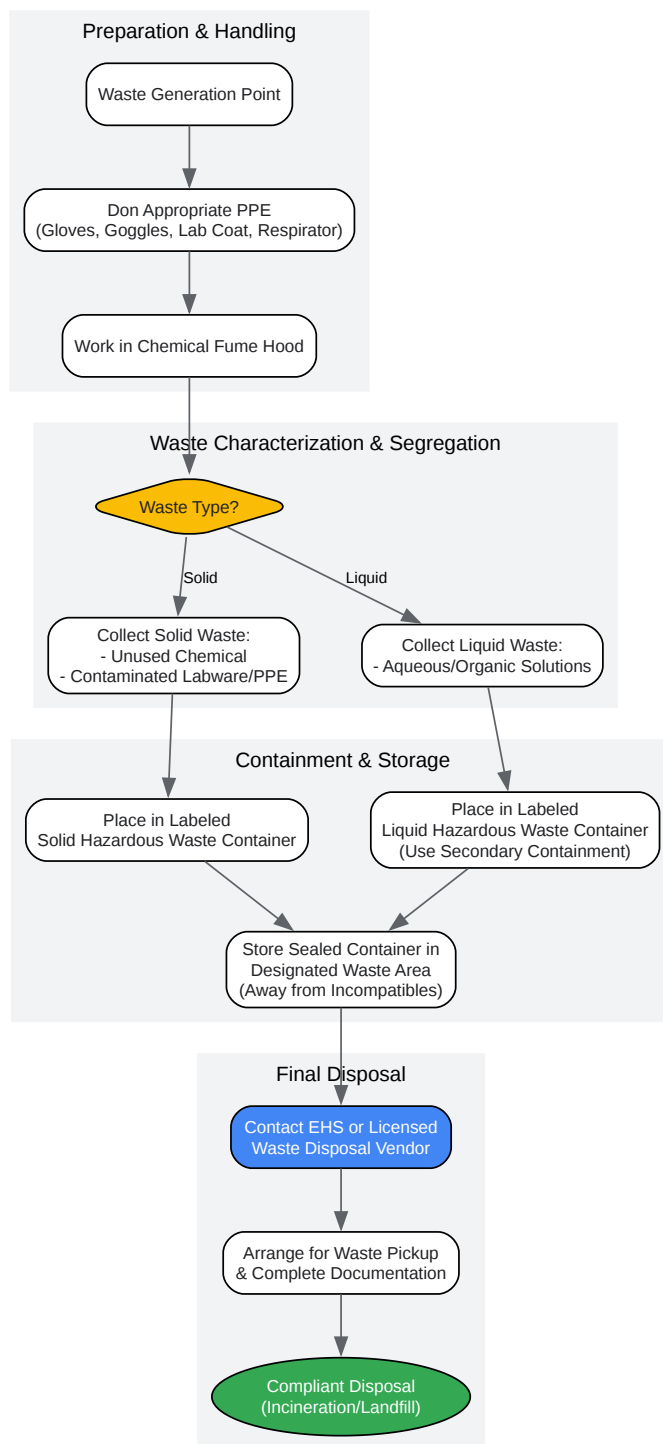 Preparation & Handling
Waste Generation Point
Don Appropriate PPE
(Gloves, Goggles, Lab Coat, Respirator)
Work in Chemical Fume Hood
Waste Characterization & Segregation
Waste Type?
Solid
Liquid
Collect Solid Waste:
- Unused Chemical
- Contaminated Labware/PPE
Collect Liquid Waste:
- Aqueous/Organic Solutions
Containment & Storage
Place in Labeled
Solid Hazardous Waste Container
Place in Labeled
Liquid Hazardous Waste Container
(Use Secondary Containment)
Store Sealed Container in
Designated Waste Area
(Away from Incompatibles)
Final Disposal
Contact EHS or Licensed
Waste Disposal Vendor
Arrange for Waste Pickup
& Complete Documentation
Compliant Disposal
(Incineration/Landfill)